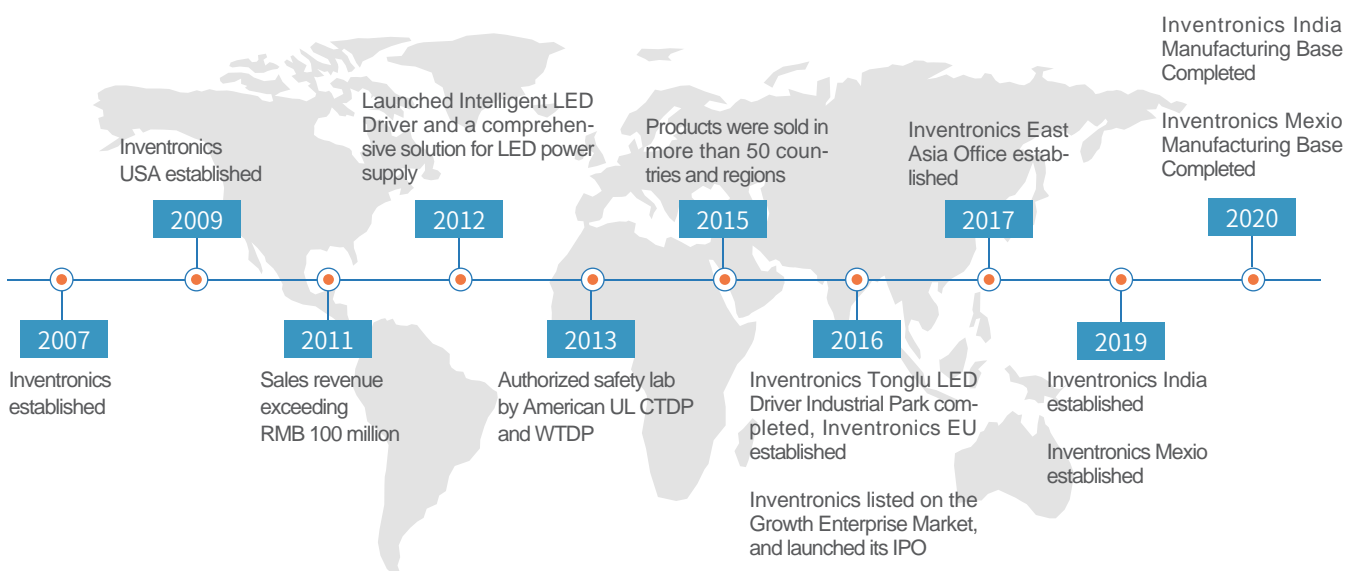 Inventronics
established
2007
Inventronics
USA established
2009
2011
Sales revenue
exceeding
RMB 100 million
Launched Intelligent LED
Driver and a comprehen-
sive solution for LED power
supply
2012
2013
Authorized safety lab
by American UL CTDP
and WTDP
Products were sold in
more than 50 coun-
tries and regions
2015
2016
Inventronics Tonglu LED
Driver Industrial Park com-
pleted, Inventronics EU
established
Inventronics listed on the
Growth Enterprise Market,
and launched its IPO
Inventronics East
Asia Office estab-
lished
2017
2019
Inventronics India
established
Inventronics Mexio
established
Inventronics India
Manufacturing Base
Completed
Inventronics Mexio
Manufacturing Base
Completed
2020